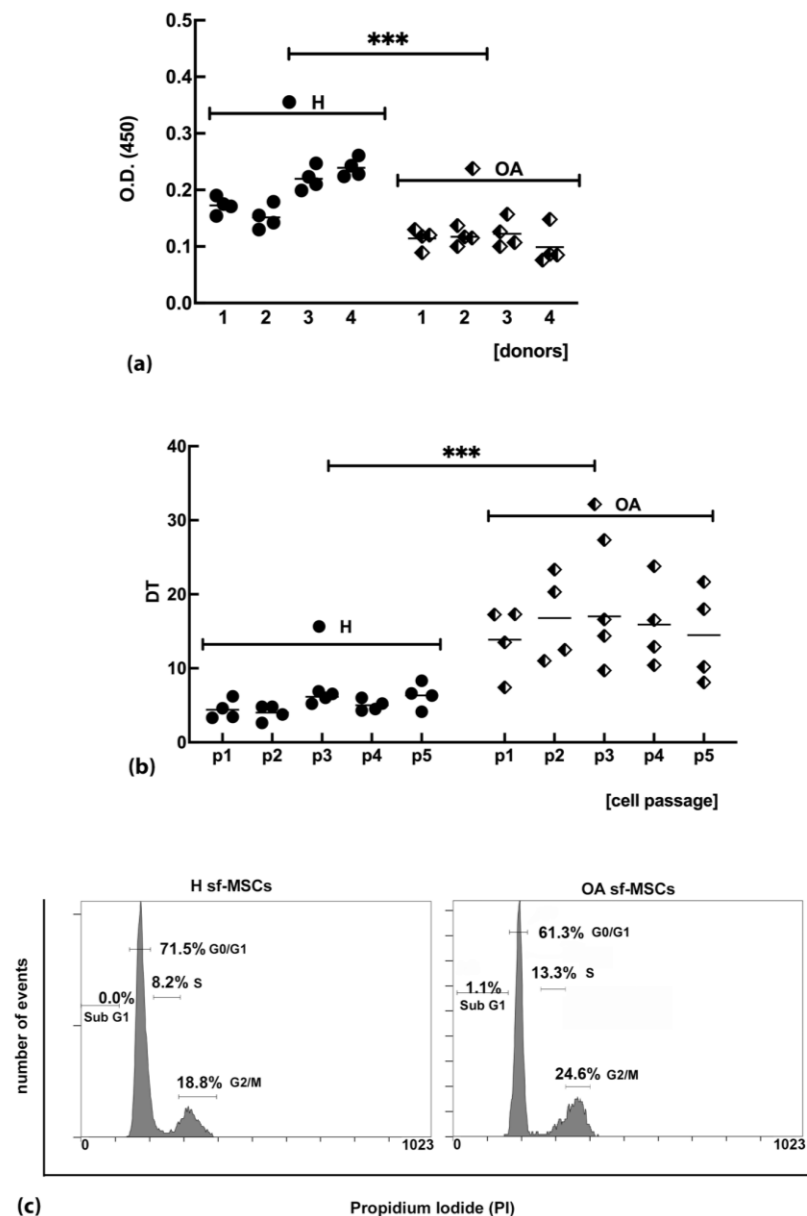 0.5
***
0.4
● H
0.3
O.D. (450)
OA
0.2
0.1
0.0
1 2 3 4 1 2 3 4
[donors]
(a)
40
***
30
OA
DT
20
● H
10
0
p1 p2 p3 p4 p5 p1 p2 p3 p4 p5
(b)
[cell passage]
H sf-MSCs
71.5% G0/G1
8.2% S
0.0%
Sub G1
18.8% G2/M
number of events
0 1023
OA sf-MSCs
61.3% G0/G1
13.3% S
1.1%
Sub G1
24.6% G2/M
0 1023
(c)
Propidium Iodide (PI)